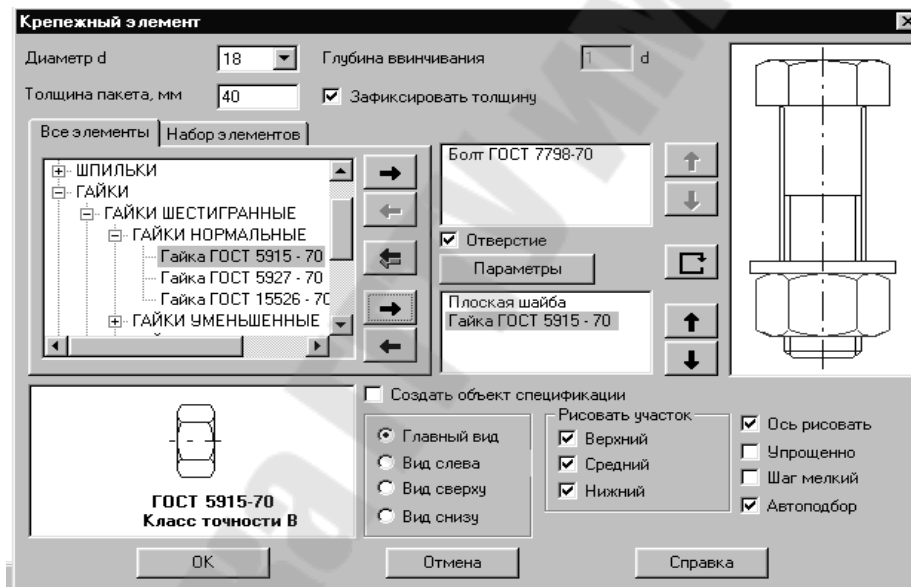 Крепежный элемент
Диаметр d
18
Глубина ввинчивания
1
d
Толщина пакета, мм
40
Зафиксировать толщину
Все элементы
Набор элементов
ШПИЛЬКИ
ГАЙКИ
ГАЙКИ ШЕСТИГРАННЫЕ
ГАЙКИ НОРМАЛЬНЫЕ
Гайка ГОСТ 5915 - 70
Гайка ГОСТ 5927 - 70
Гайка ГОСТ 15526 - 70
ГАЙКИ УМЕНЬШЕННЫЕ
Болт ГОСТ 7798-70
Отверстие
Параметры
Плоская шайба
Гайка ГОСТ 5915 - 70
ГОСТ 5915-70
Класс точности В
Создать объект спецификации
Главный вид
Вид слева
Вид сверху
Вид снизу
Рисовать участок
Верхний
Средний
Нижний
Ось рисовать
Упрощенно
Шаг мелкий
Автоподбор
OK
Отмена
Справка